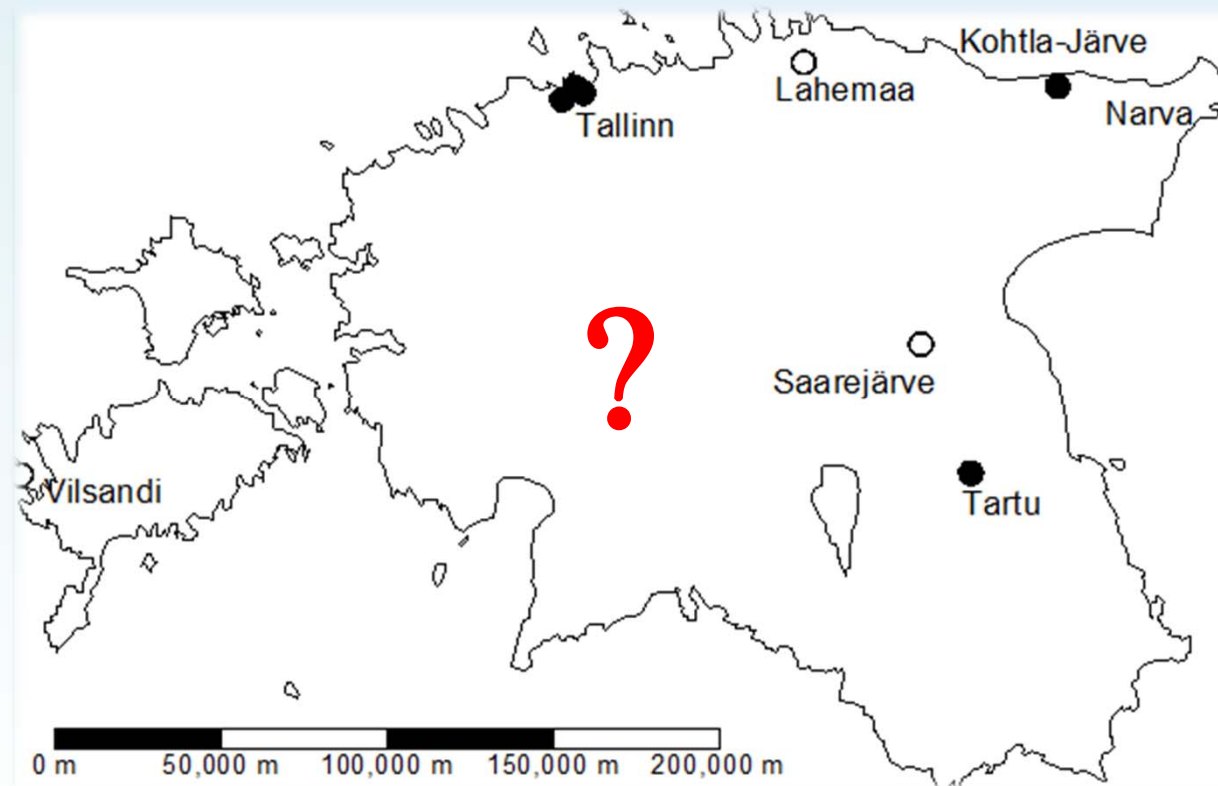 Kohtla-Järve
Lahemaa
Narva
Tallinn
?
Saarejärve
Vilsandi
Tartu
0 m 50,000 m 100,000 m 150,000 m 200,000 m